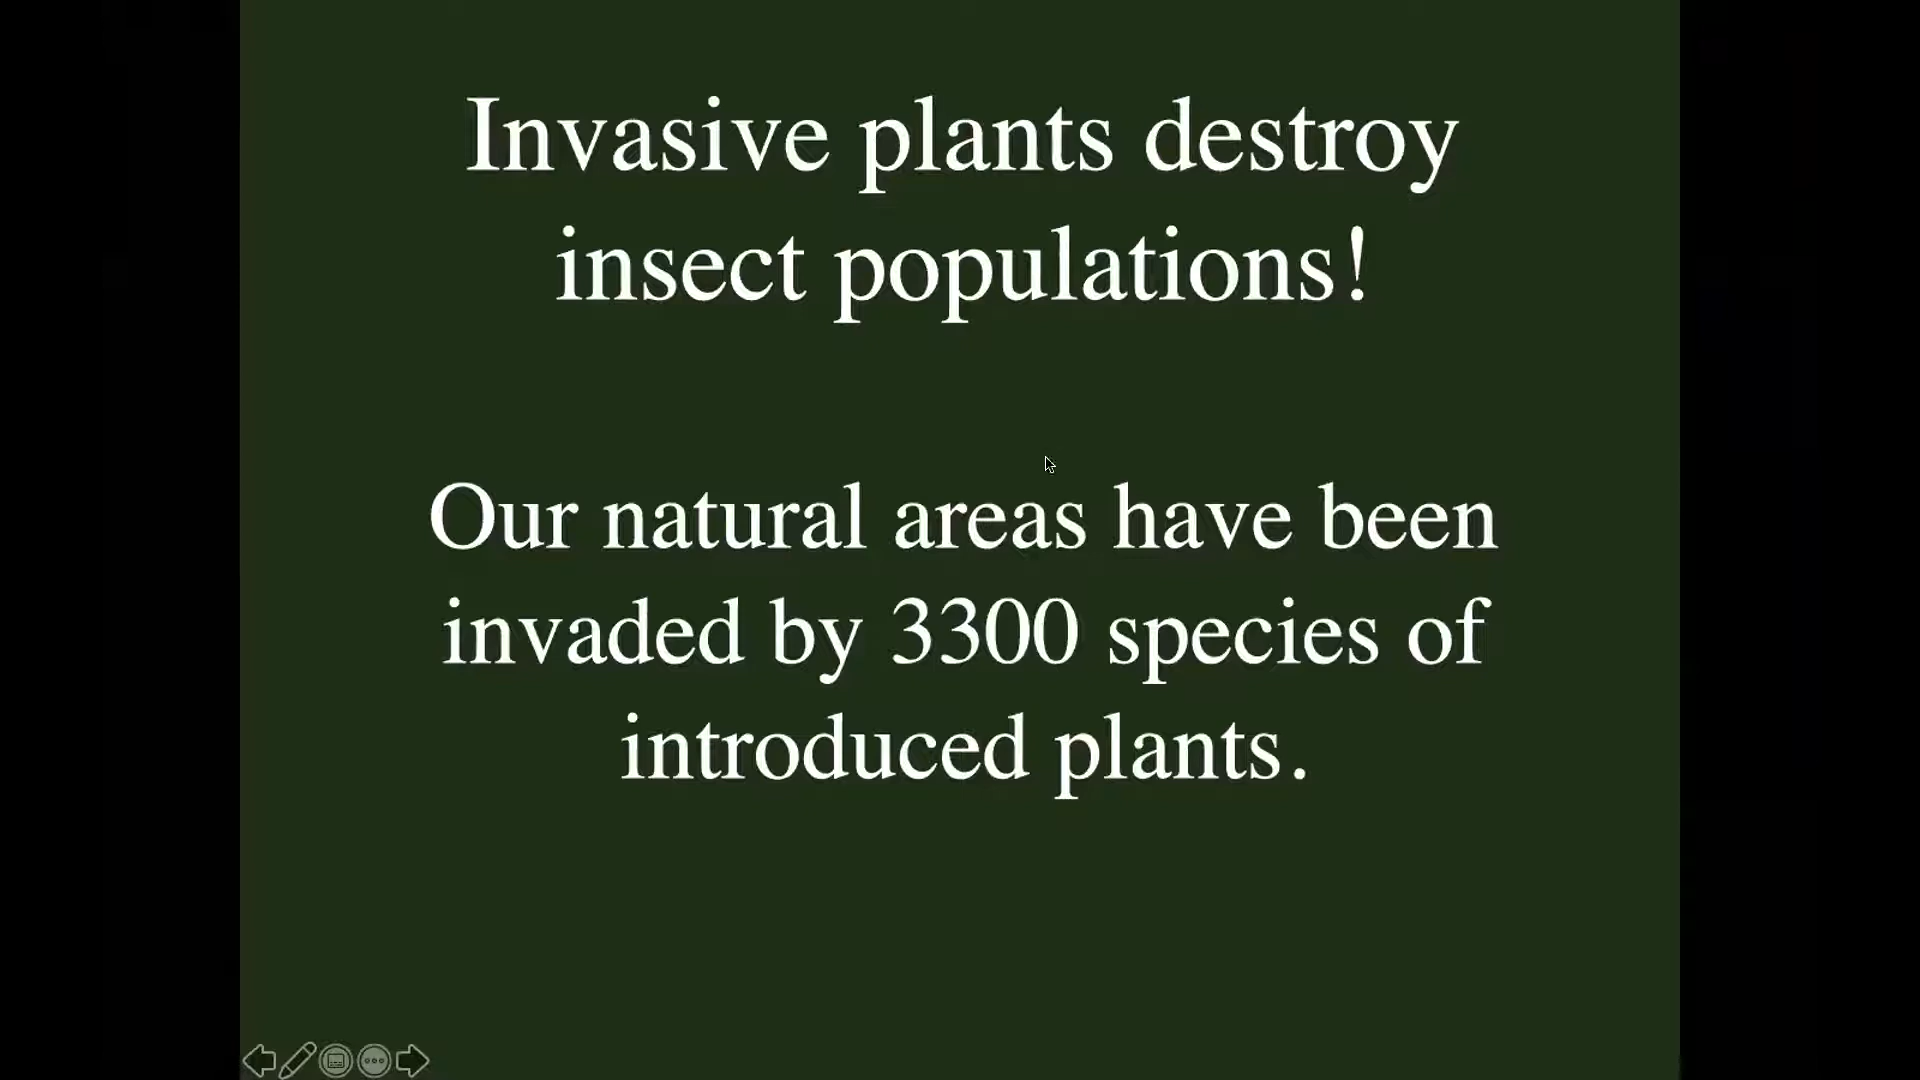 Invasive plants destroy
insect populations!
Our natural areas have been
invaded by 3300 species of
introduced plants.